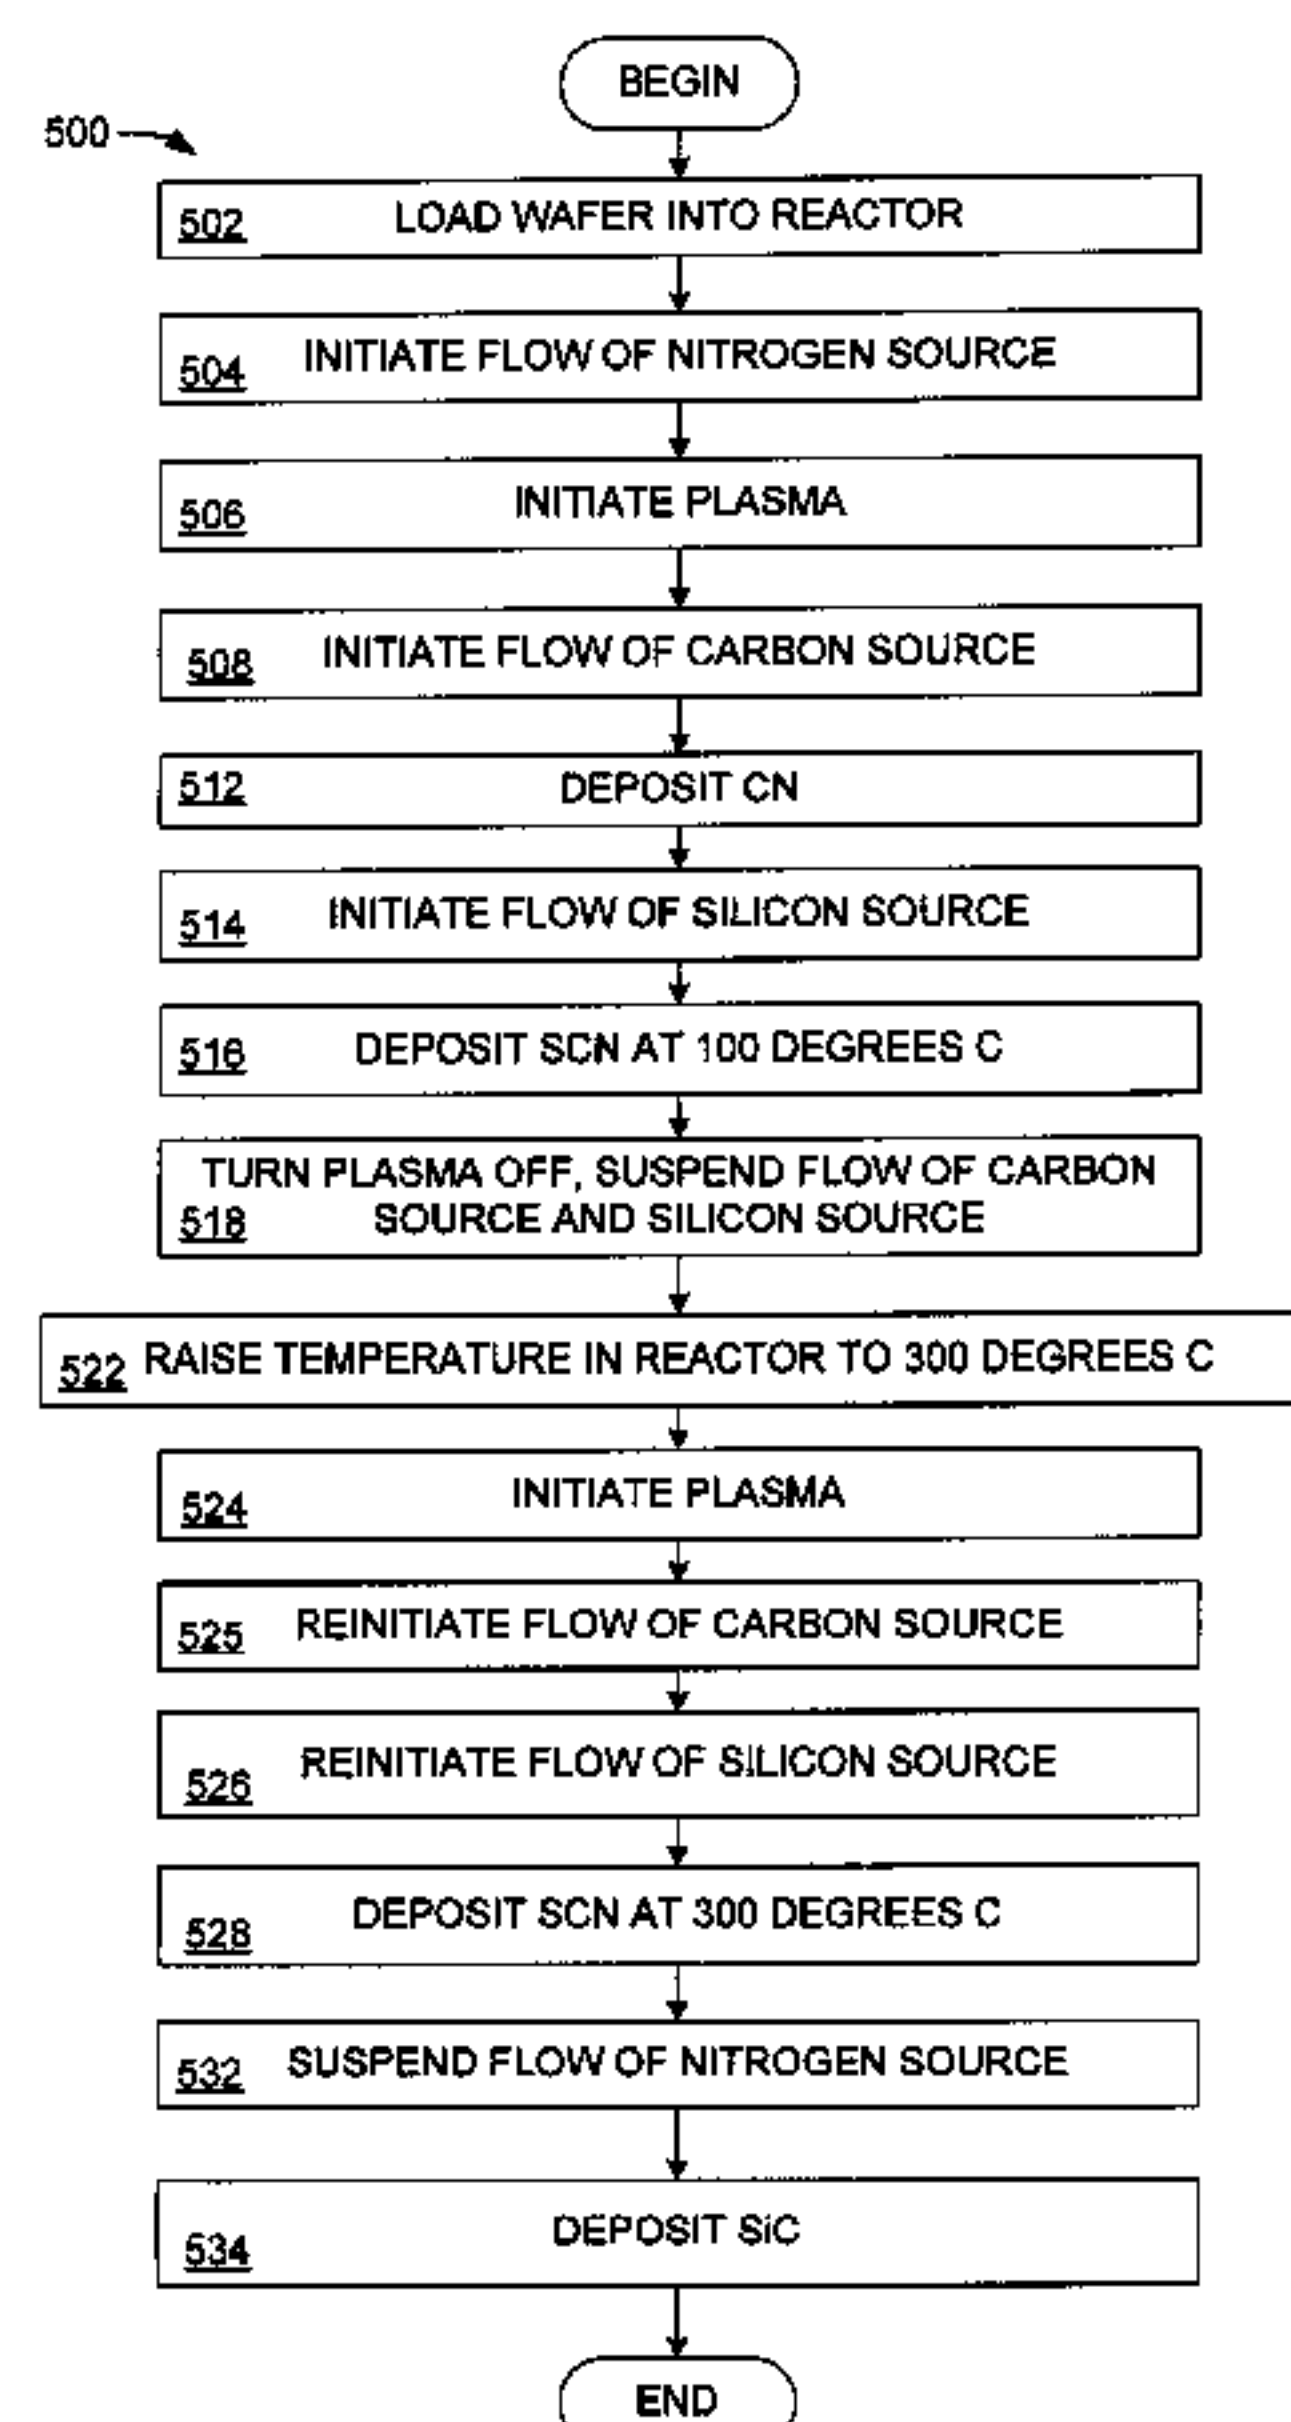 BEGIN
500
502 LOAD WAFER INTO REACTOR
504 INITIATE FLOW OF NITROGEN SOURCE
506 INITIATE PLASMA
508 INITIATE FLOW OF CARBON SOURCE
512 DEPOSIT CN
514 INITIATE FLOW OF SILICON SOURCE
516 DEPOSIT SCN AT 100 DEGREES C
TURN PLASMA OFF, SUSPEND FLOW OF CARBON
518 SOURCE AND SILICON SOURCE
522 RAISE TEMPERATURE IN REACTOR TO 300 DEGREES C
524 INITIATE PLASMA
525 REINITIATE FLOW OF CARBON SOURCE
526 REINITIATE FLOW OF SILICON SOURCE
528 DEPOSIT SCN AT 300 DEGREES C
532 SUSPEND FLOW OF NITROGEN SOURCE
534 DEPOSIT SiC
END